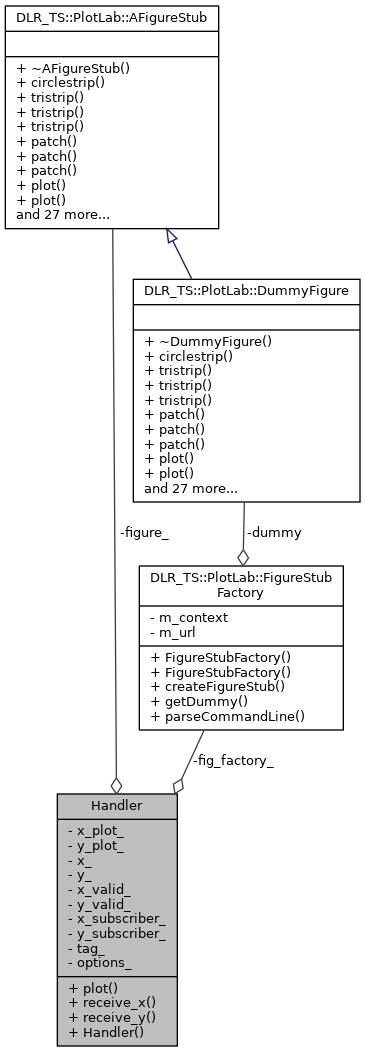 DLR_TS::PlotLab::AFigureStub
+ ~AFigureStub()
+ circlestrip()
+ tristrip()
+ tristrip()
+ tristrip()
+ patch()
+ patch()
+ patch()
+ plot()
+ plot()
and 27 more...
DLR_TS::PlotLab::DummyFigure
+ ~DummyFigure()
+ circlestrip()
+ tristrip()
+ tristrip()
+ tristrip()
+ patch()
+ patch()
+ patch()
+ plot()
+ plot()
and 27 more...
-figure_
-dummy
DLR_TS::PlotLab::FigureStub
Factory
- m_context
- m_url
+ FigureStubFactory()
+ FigureStubFactory()
+ createFigureStub()
+ getDummy()
+ parseCommandLine()
-fig_factory_
Handler
- x_plot_
- y_plot_
- x_
- y_
- x_valid_
- y_valid_
- x_subscriber_
- y_subscriber_
- tag_
- options_
+ plot()
+ receive_x()
+ receive_y()
+ Handler()